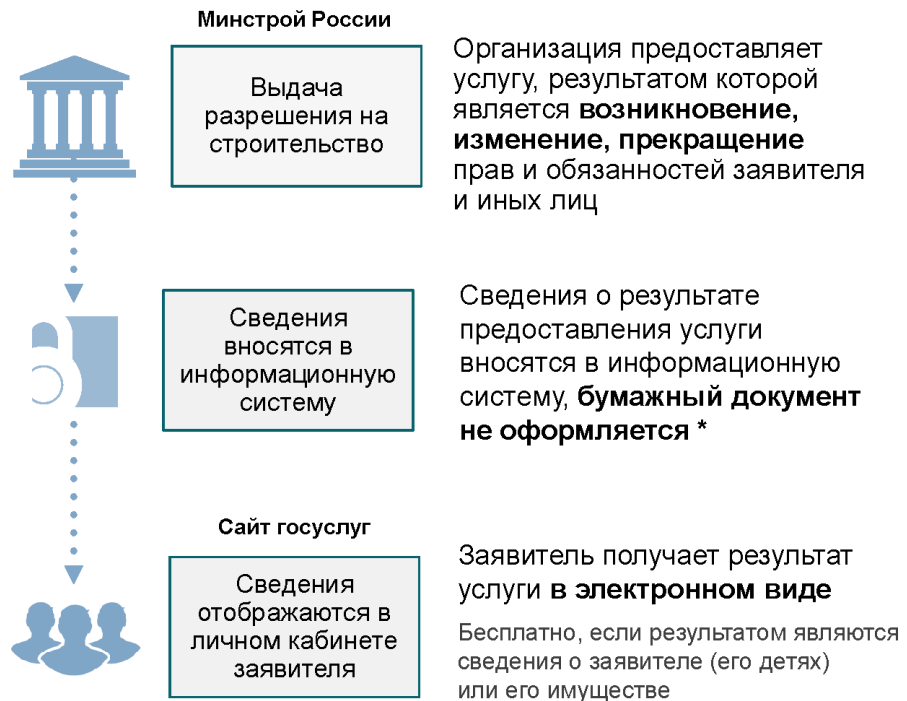 Минстрой России
Выдача
разрешения на
строительство
Организация предоставляет
услугу, результатом которой
является возникновение,
изменение, прекращение
прав и обязанностей заявителя
и иных лиц
Сведения
вносятся в
информационную
систему
Сведения о результате
предоставления услуги
вносятся в информационную
систему, бумажный документ
не оформляется *
Сайт госуслуг
Сведения
отображаются в
личном кабинете
заявителя
Заявитель получает результат
услуги в электронном виде
Бесплатно, если результатом являются
сведения о заявителе (его детях)
или его имуществе